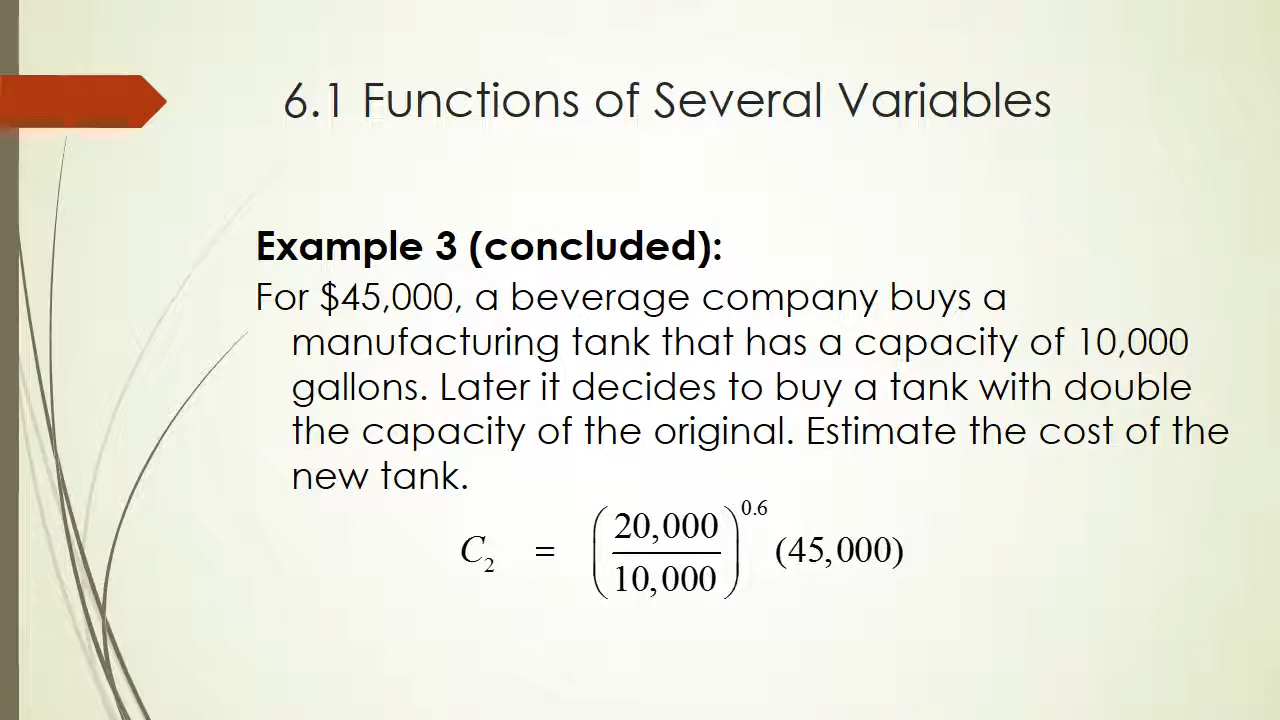 6.1 Functions of Several Variables
Example 3 (concluded):
For $45,000, a beverage company buys a
manufacturing tank that has a capacity of 10,000
gallons. Later it decides to buy a tank with double
the capacity of the original. Estimate the cost of the
new tank.
C₂ = (20,000/10,000)^0.6 (45,000)